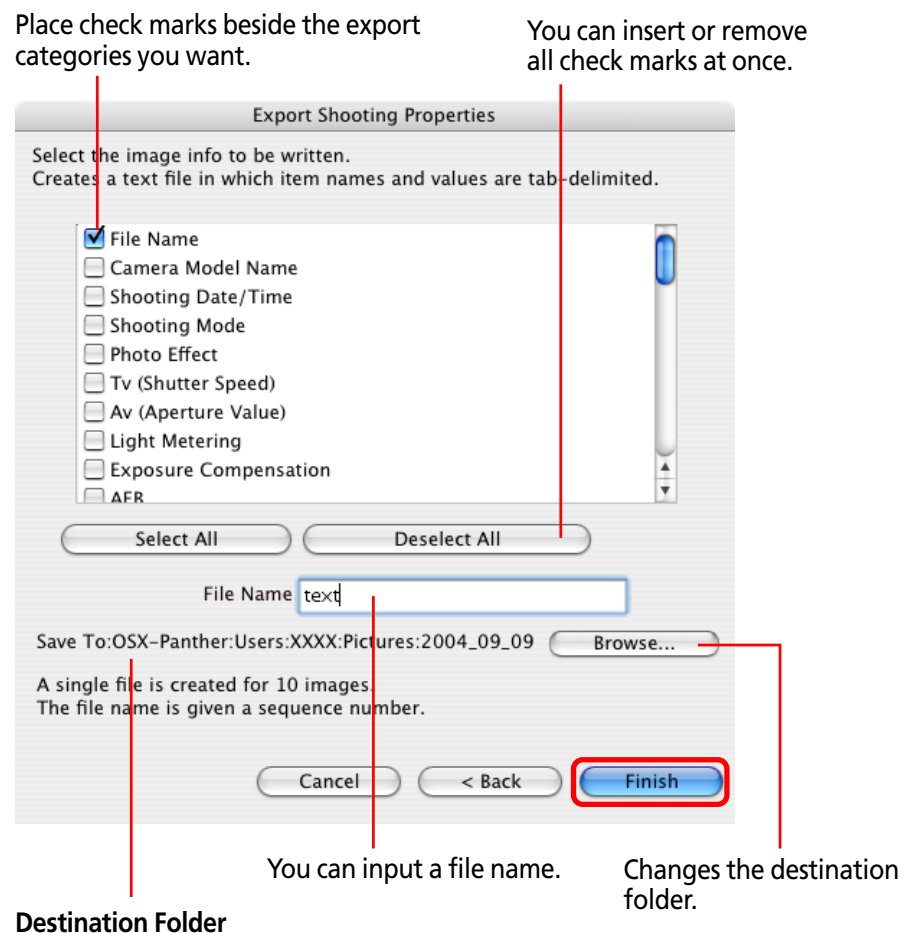 Place check marks beside the export
categories you want.
You can insert or remove
all check marks at once.
Export Shooting Properties
Select the image info to be written.
Creates a text file in which item names and values are tab-delimited.
File Name
Camera Model Name
Shooting Date/Time
Shooting Mode
Photo Effect
Tv (Shutter Speed)
Av (Aperture Value)
Light Metering
Exposure Compensation
AEB
Select All
Deselect All
File Name text
Save To:OSX-Panther:Users:XXXX:Pictures:2004_09_09
Browse...
A single file is created for 10 images.
The file name is given a sequence number.
Cancel
< Back
Finish
You can input a file name.
Changes the destination
folder.
Destination Folder